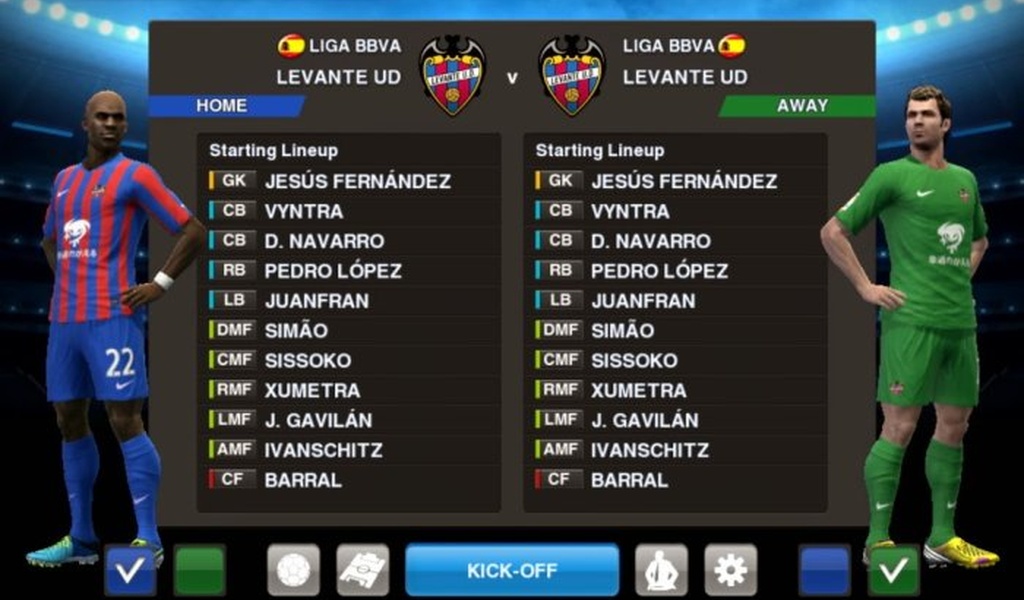 LIGA BBVA
LEVANTE UD
HOME
LEVANTE U.D.
v
LEVANTE U.D.
LIGA BBVA
LEVANTE UD
AWAY
Starting Lineup
GK JESÚS FERNÁNDEZ
CB VYNTRA
CB D. NAVARRO
RB PEDRO LÓPEZ
LB JUANFRAN
DMF SIMÃO
CMF SISSOKO
RMF XUMETRA
LMF J. GAVILÁN
AMF IVANSCHITZ
CF BARRAL
Starting Lineup
GK JESÚS FERNÁNDEZ
CB VYNTRA
CB D. NAVARRO
RB PEDRO LÓPEZ
LB JUANFRAN
DMF SIMÃO
CMF SISSOKO
RMF XUMETRA
LMF J. GAVILÁN
AMF IVANSCHITZ
CF BARRAL
22
KICK-OFF